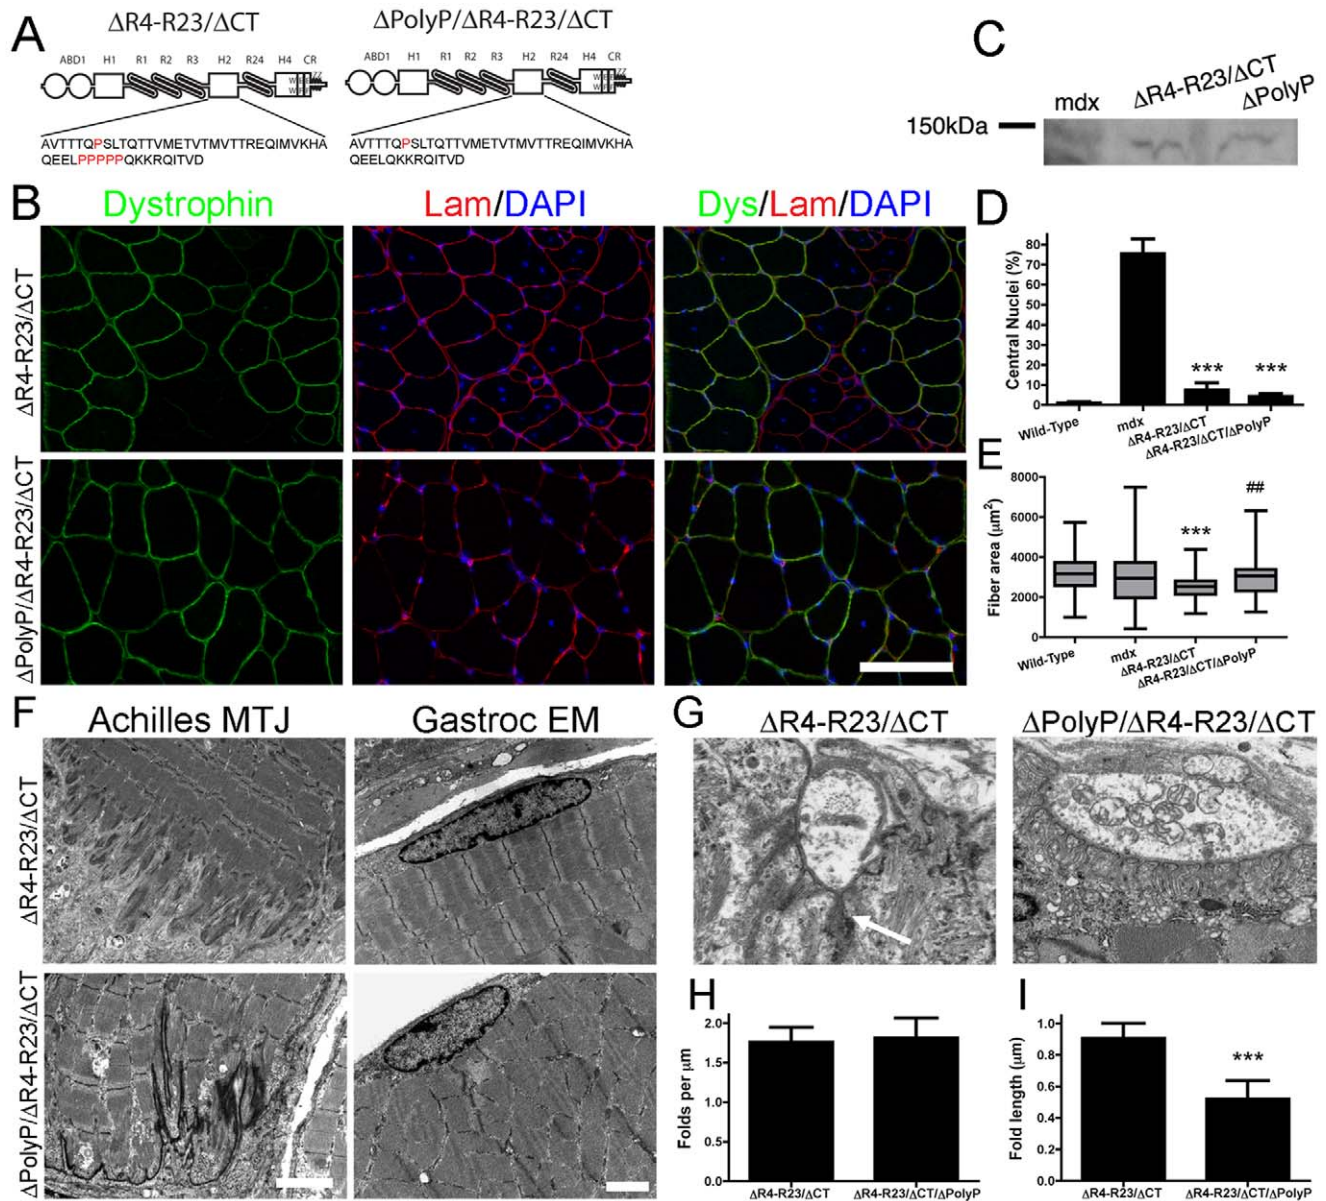 A
ΔR4-R23/ΔCT
ABD1 H1 R1 R2 R3 H2 R24 H4 CR
AVTTTQPSLTQTTVMETVTMVTTREQIMVKHA
QEELPPPPPQKKRQITVD
ΔPolyP/ΔR4-R23/ΔCT
ABD1 H1 R1 R2 R3 H2 R24 H4 CR
AVTTTQPSLTQTTVMETVTMVTTREQIMVKHA
QEELQKKRQITVD
C
mdx ΔR4-R23/ΔCT ΔPolyP
150kDa
B
Dystrophin Lam/DAPI Dys/Lam/DAPI
ΔR4-R23/ΔCT
ΔPolyP/ΔR4-R23/ΔCT
D
Central Nuclei (%)
80
70
60
50
40
30
20
10
0
*** ***
Wild-Type mdx ΔR4-R23/ΔCT ΔR4-R23/ΔCT/ΔPolyP
E
Fiber area (μm²)
8000
6000
4000
2000
0
*** ##
Wild-Type mdx ΔR4-R23/ΔCT ΔR4-R23/ΔCT/ΔPolyP
F
Achilles MTJ Gastroc EM
ΔR4-R23/ΔCT
ΔPolyP/ΔR4-R23/ΔCT
G
ΔR4-R23/ΔCT ΔPolyP/ΔR4-R23/ΔCT
H
Folds per μm
2.0
1.5
1.0
0.5
0.0
ΔR4-R23/ΔCT ΔR4-R23/ΔCT/ΔPolyP
I
Fold length (μm)
1.0
0.8
0.6
0.4
0.2
0.0
***
ΔR4-R23/ΔCT ΔR4-R23/ΔCT/ΔPolyP